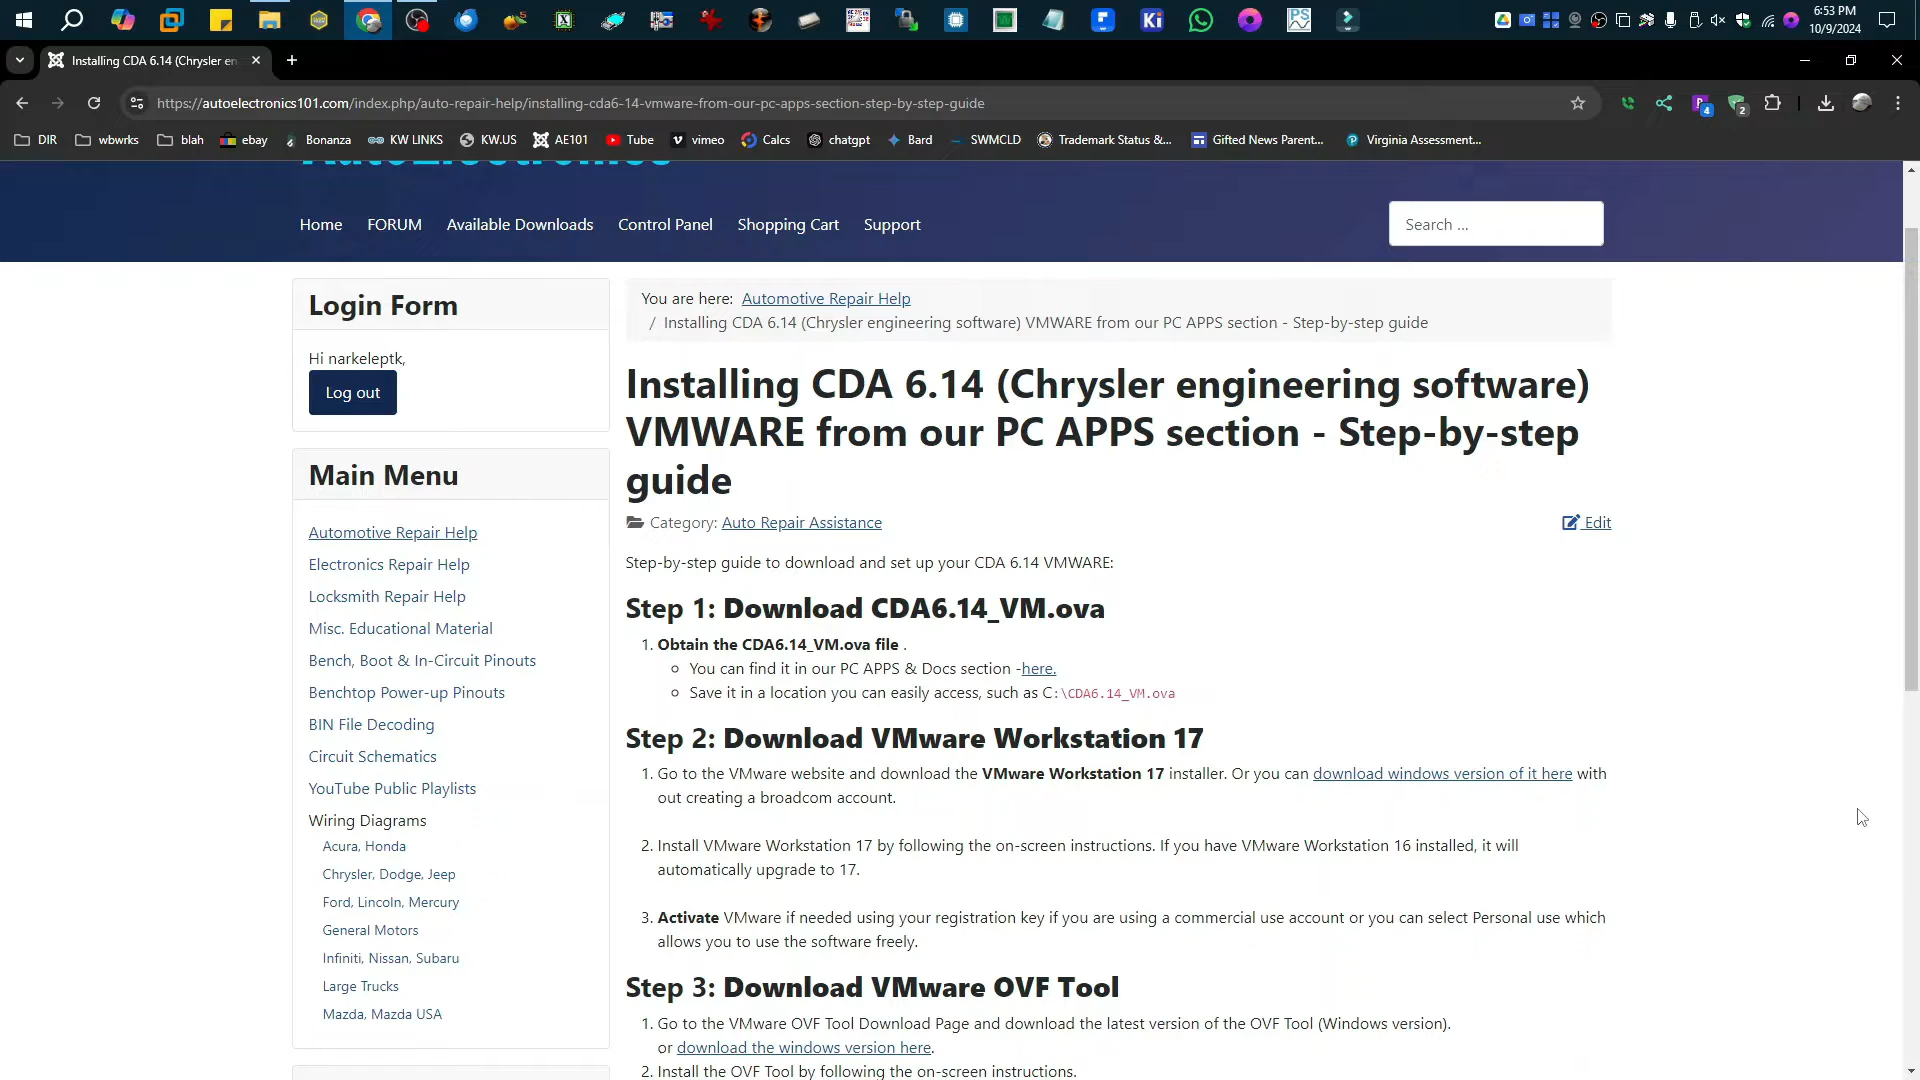 6:53 PM
10/9/2024
Installing CDA 6.14 (Chrysler en
https://autoelectronics101.com/index.php/auto-repair-help/installing-cda6-14-vmware-from-our-pc-apps-section-step-by-step-guide
4
2
DIR
wbwrks
blah
ebay
Bonanza
KW LINKS
KW.US
AE101
Tube
vimeo
Calcs
chatgpt
Bard
SWMCLD
Trademark Status &...
Gifted News Parent...
Virginia Assessment...
Home
FORUM
Available Downloads
Control Panel
Shopping Cart
Support
Search ...
Login Form
Hi narkeleptk,
Log out
Main Menu
Automotive Repair Help
Electronics Repair Help
Locksmith Repair Help
Misc. Educational Material
Bench, Boot & In-Circuit Pinouts
Benchtop Power-up Pinouts
BIN File Decoding
Circuit Schematics
YouTube Public Playlists
Wiring Diagrams
Acura, Honda
Chrysler, Dodge, Jeep
Ford, Lincoln, Mercury
General Motors
Infiniti, Nissan, Subaru
Large Trucks
Mazda, Mazda USA
You are here: Automotive Repair Help
/ Installing CDA 6.14 (Chrysler engineering software) VMWARE from our PC APPS section - Step-by-step guide
Installing CDA 6.14 (Chrysler engineering software)
VMWARE from our PC APPS section - Step-by-step
guide
Category: Auto Repair Assistance
Edit
Step-by-step guide to download and set up your CDA 6.14 VMWARE:
Step 1: Download CDA6.14_VM.ova
1. Obtain the CDA6.14_VM.ova file .
You can find it in our PC APPS & Docs section -here.
Save it in a location you can easily access, such as C:\CDA6.14_VM.ova
Step 2: Download VMware Workstation 17
1. Go to the VMware website and download the VMware Workstation 17 installer. Or you can download windows version of it here with
out creating a broadcom account.
2. Install VMware Workstation 17 by following the on-screen instructions. If you have VMware Workstation 16 installed, it will
automatically upgrade to 17.
3. Activate VMware if needed using your registration key if you are using a commercial use account or you can select Personal use which
allows you to use the software freely.
Step 3: Download VMware OVF Tool
1. Go to the VMware OVF Tool Download Page and download the latest version of the OVF Tool (Windows version).
or download the windows version here.
2. Install the OVF Tool by following the on-screen instructions.